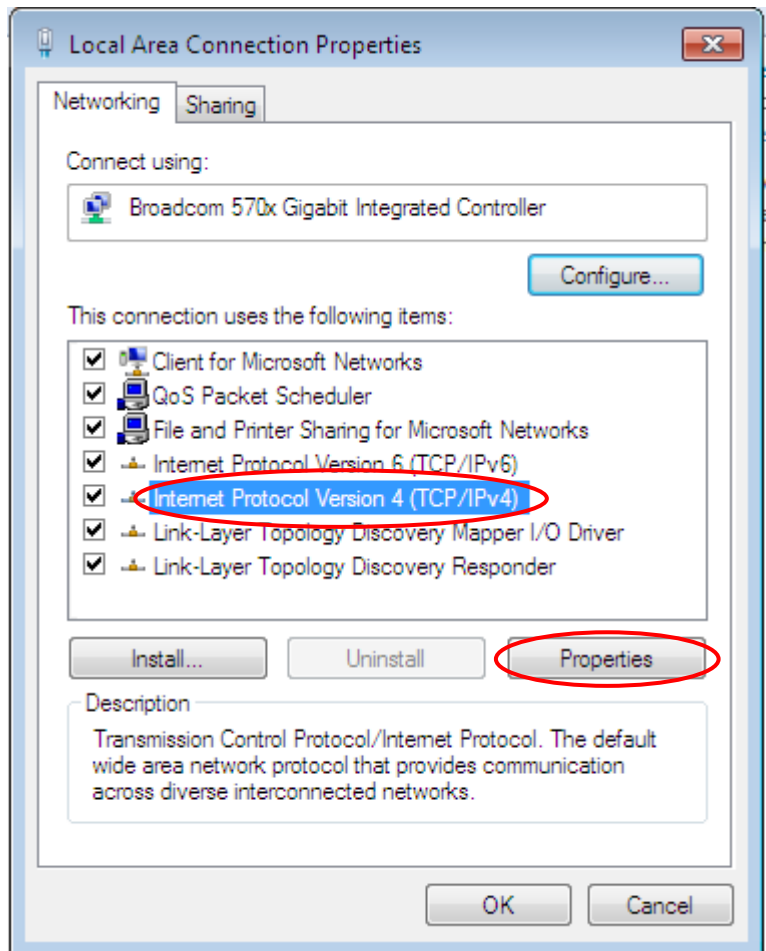 Local Area Connection Properties
Networking
Sharing
Connect using:
Broadcom 570x Gigabit Integrated Controller
Configure...
This connection uses the following items:
Client for Microsoft Networks
QoS Packet Scheduler
File and Printer Sharing for Microsoft Networks
Internet Protocol Version 6 (TCP/IPv6)
Internet Protocol Version 4 (TCP/IPv4)
Link-Layer Topology Discovery Mapper I/O Driver
Link-Layer Topology Discovery Responder
Install...
Uninstall
Properties
Description
Transmission Control Protocol/Internet Protocol. The default
wide area network protocol that provides communication
across diverse interconnected networks.
OK
Cancel